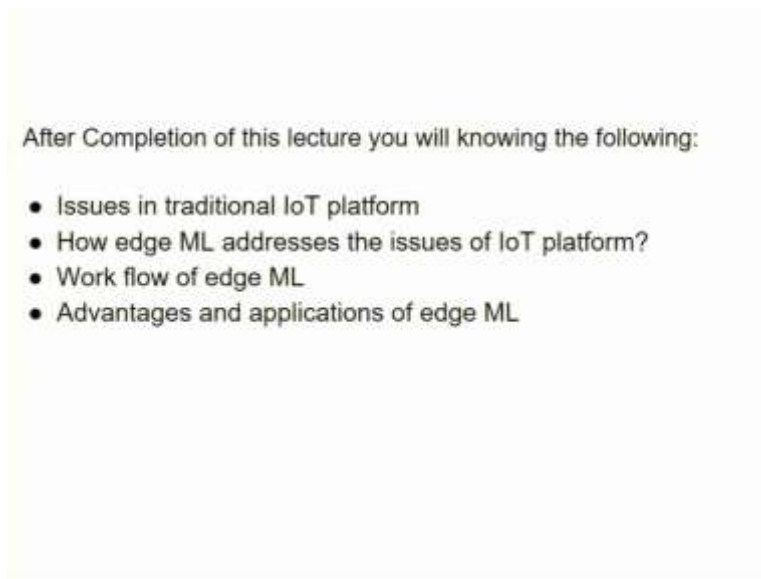 After Completion of this lecture you will knowing the following:
• Issues in traditional IoT platform
• How edge ML addresses the issues of IoT platform?
• Work flow of edge ML
• Advantages and applications of edge ML